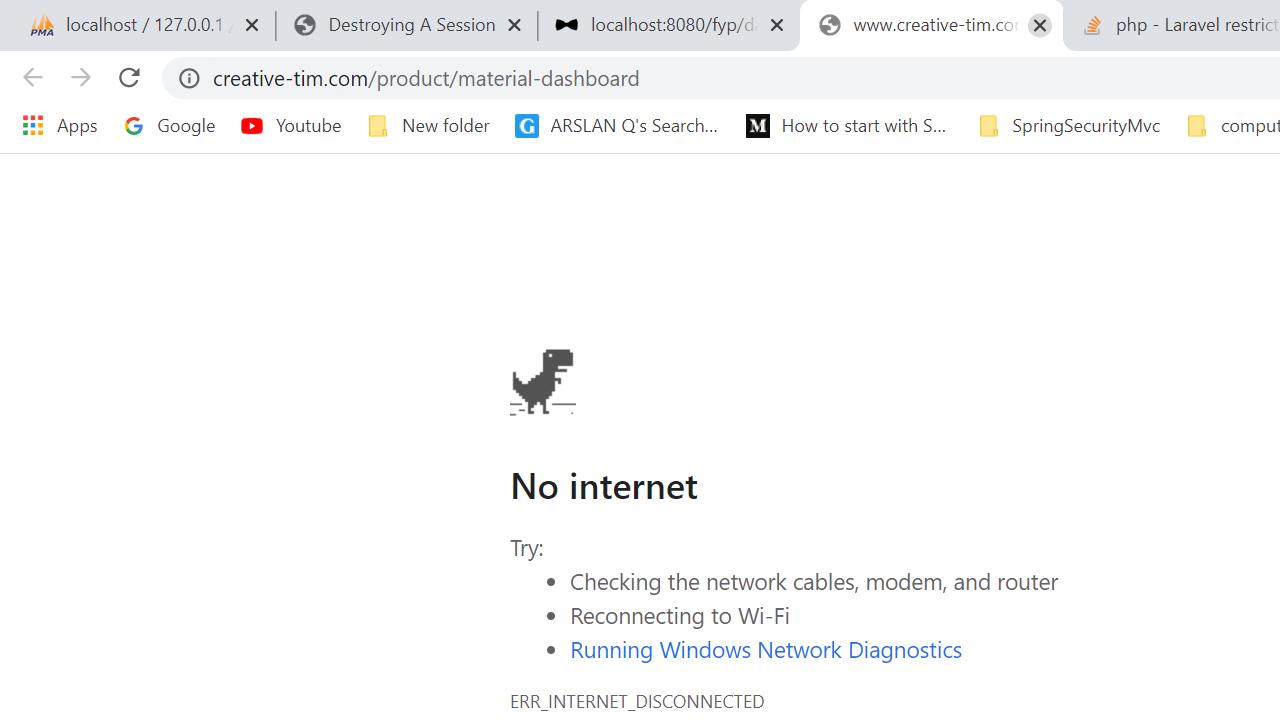 PMA localhost / 127.0.0.1 / Destroying A Session localhost:8080/fyp/da www.creative-tim.com php - Laravel restrict
creative-tim.com/product/material-dashboard
Apps Google Youtube New folder G ARSLAN Q's Search... M How to start with S... SpringSecurityMvc comput
No internet
Try:
• Checking the network cables, modem, and router
• Reconnecting to Wi-Fi
• Running Windows Network Diagnostics
ERR_INTERNET_DISCONNECTED